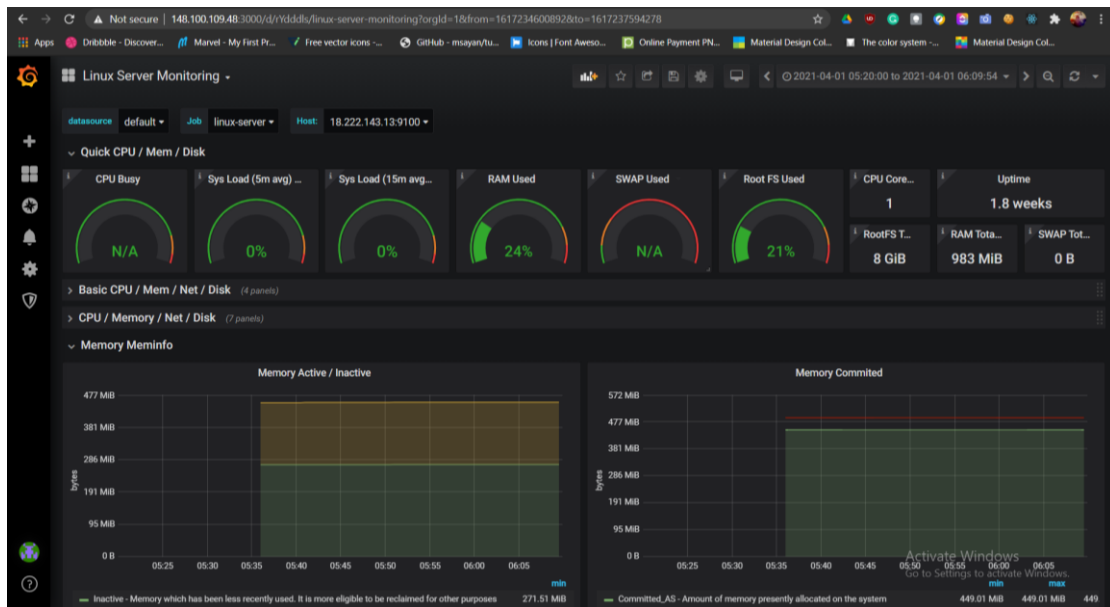 Not secure | 148.100.109.48:3000/d/rYdddls/linux-server-monitoring?orgId=1&from=1617234600892&to=1617237594278
Apps Dribbble - Discover... Marvel - My First Pr... Free vector icons -... GitHub - msayan/tu... Icons | Font Aweso... Online Payment PN... Material Design Col... The color system -... Material Design Col...
Linux Server Monitoring
2021-04-01 05:20:00 to 2021-04-01 06:09:54
datasource default Job linux-server Host: 18.222.143.13:9100
Quick CPU / Mem / Disk
CPU Busy Sys Load (5m avg) ... Sys Load (15m avg... RAM Used SWAP Used Root FS Used CPU Core... Uptime
1 1.8 weeks
N/A 0% 0% 24% N/A 21%
RootFS T... RAM Tota... SWAP Tot...
8 GiB 983 MiB 0 B
Basic CPU / Mem / Net / Disk (4 panels)
CPU / Memory / Net / Disk (7 panels)
Memory Meminfo
Memory Active / Inactive
477 MiB
381 MiB
286 MiB
191 MiB
95 MiB
0 B
bytes
05:25 05:30 05:35 05:40 05:45 05:50 05:55 06:00 06:05
min
Inactive - Memory which has been less recently used. It is more eligible to be reclaimed for other purposes 271.51 MiB
Memory Commited
572 MiB
477 MiB
381 MiB
286 MiB
191 MiB
95 MiB
0 B
bytes
05:25 05:30 05:35 05:40 05:45 05:50 05:55 06:00 06:05
min max
Committed_AS - Amount of memory presently allocated on the system 449.01 MiB 449.01 MiB 449
Activate Windows
Go to Settings to activate Windows.